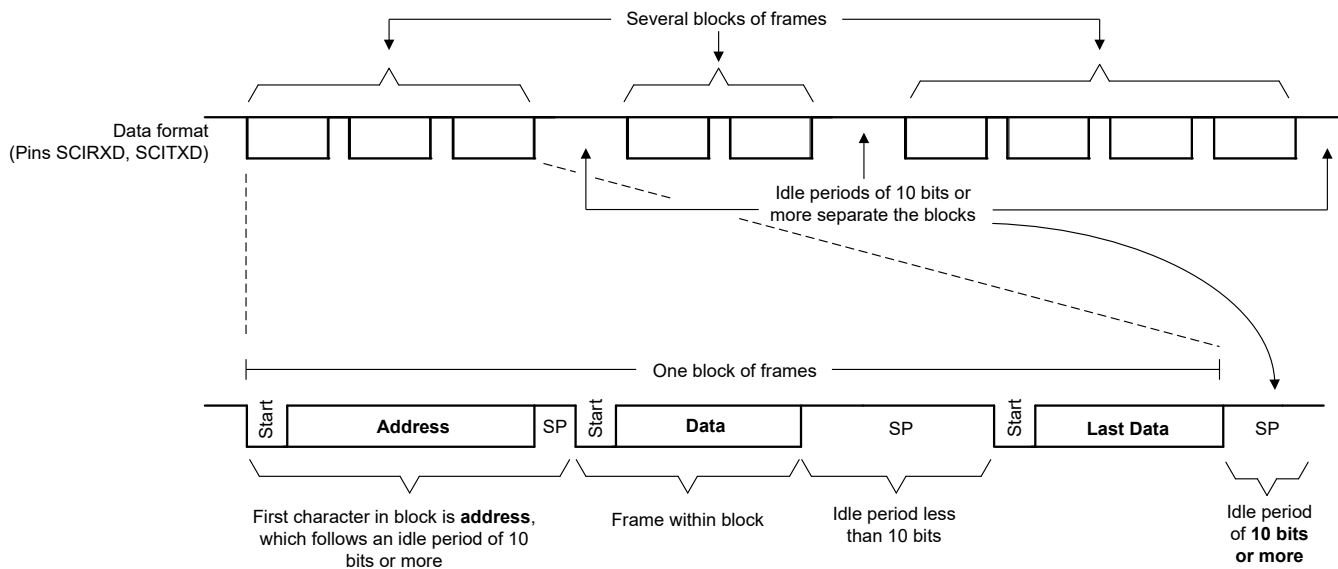 Several blocks of frames
Data format
(Pins SCIRXD, SCITXD)
Idle periods of 10 bits or
more separate the blocks
One block of frames
Start
Address
SP
Start
Data
SP
Start
Last Data
SP
First character in block is address,
which follows an idle period of 10
bits or more
Frame within block
Idle period less
than 10 bits
Idle period
of 10 bits
or more